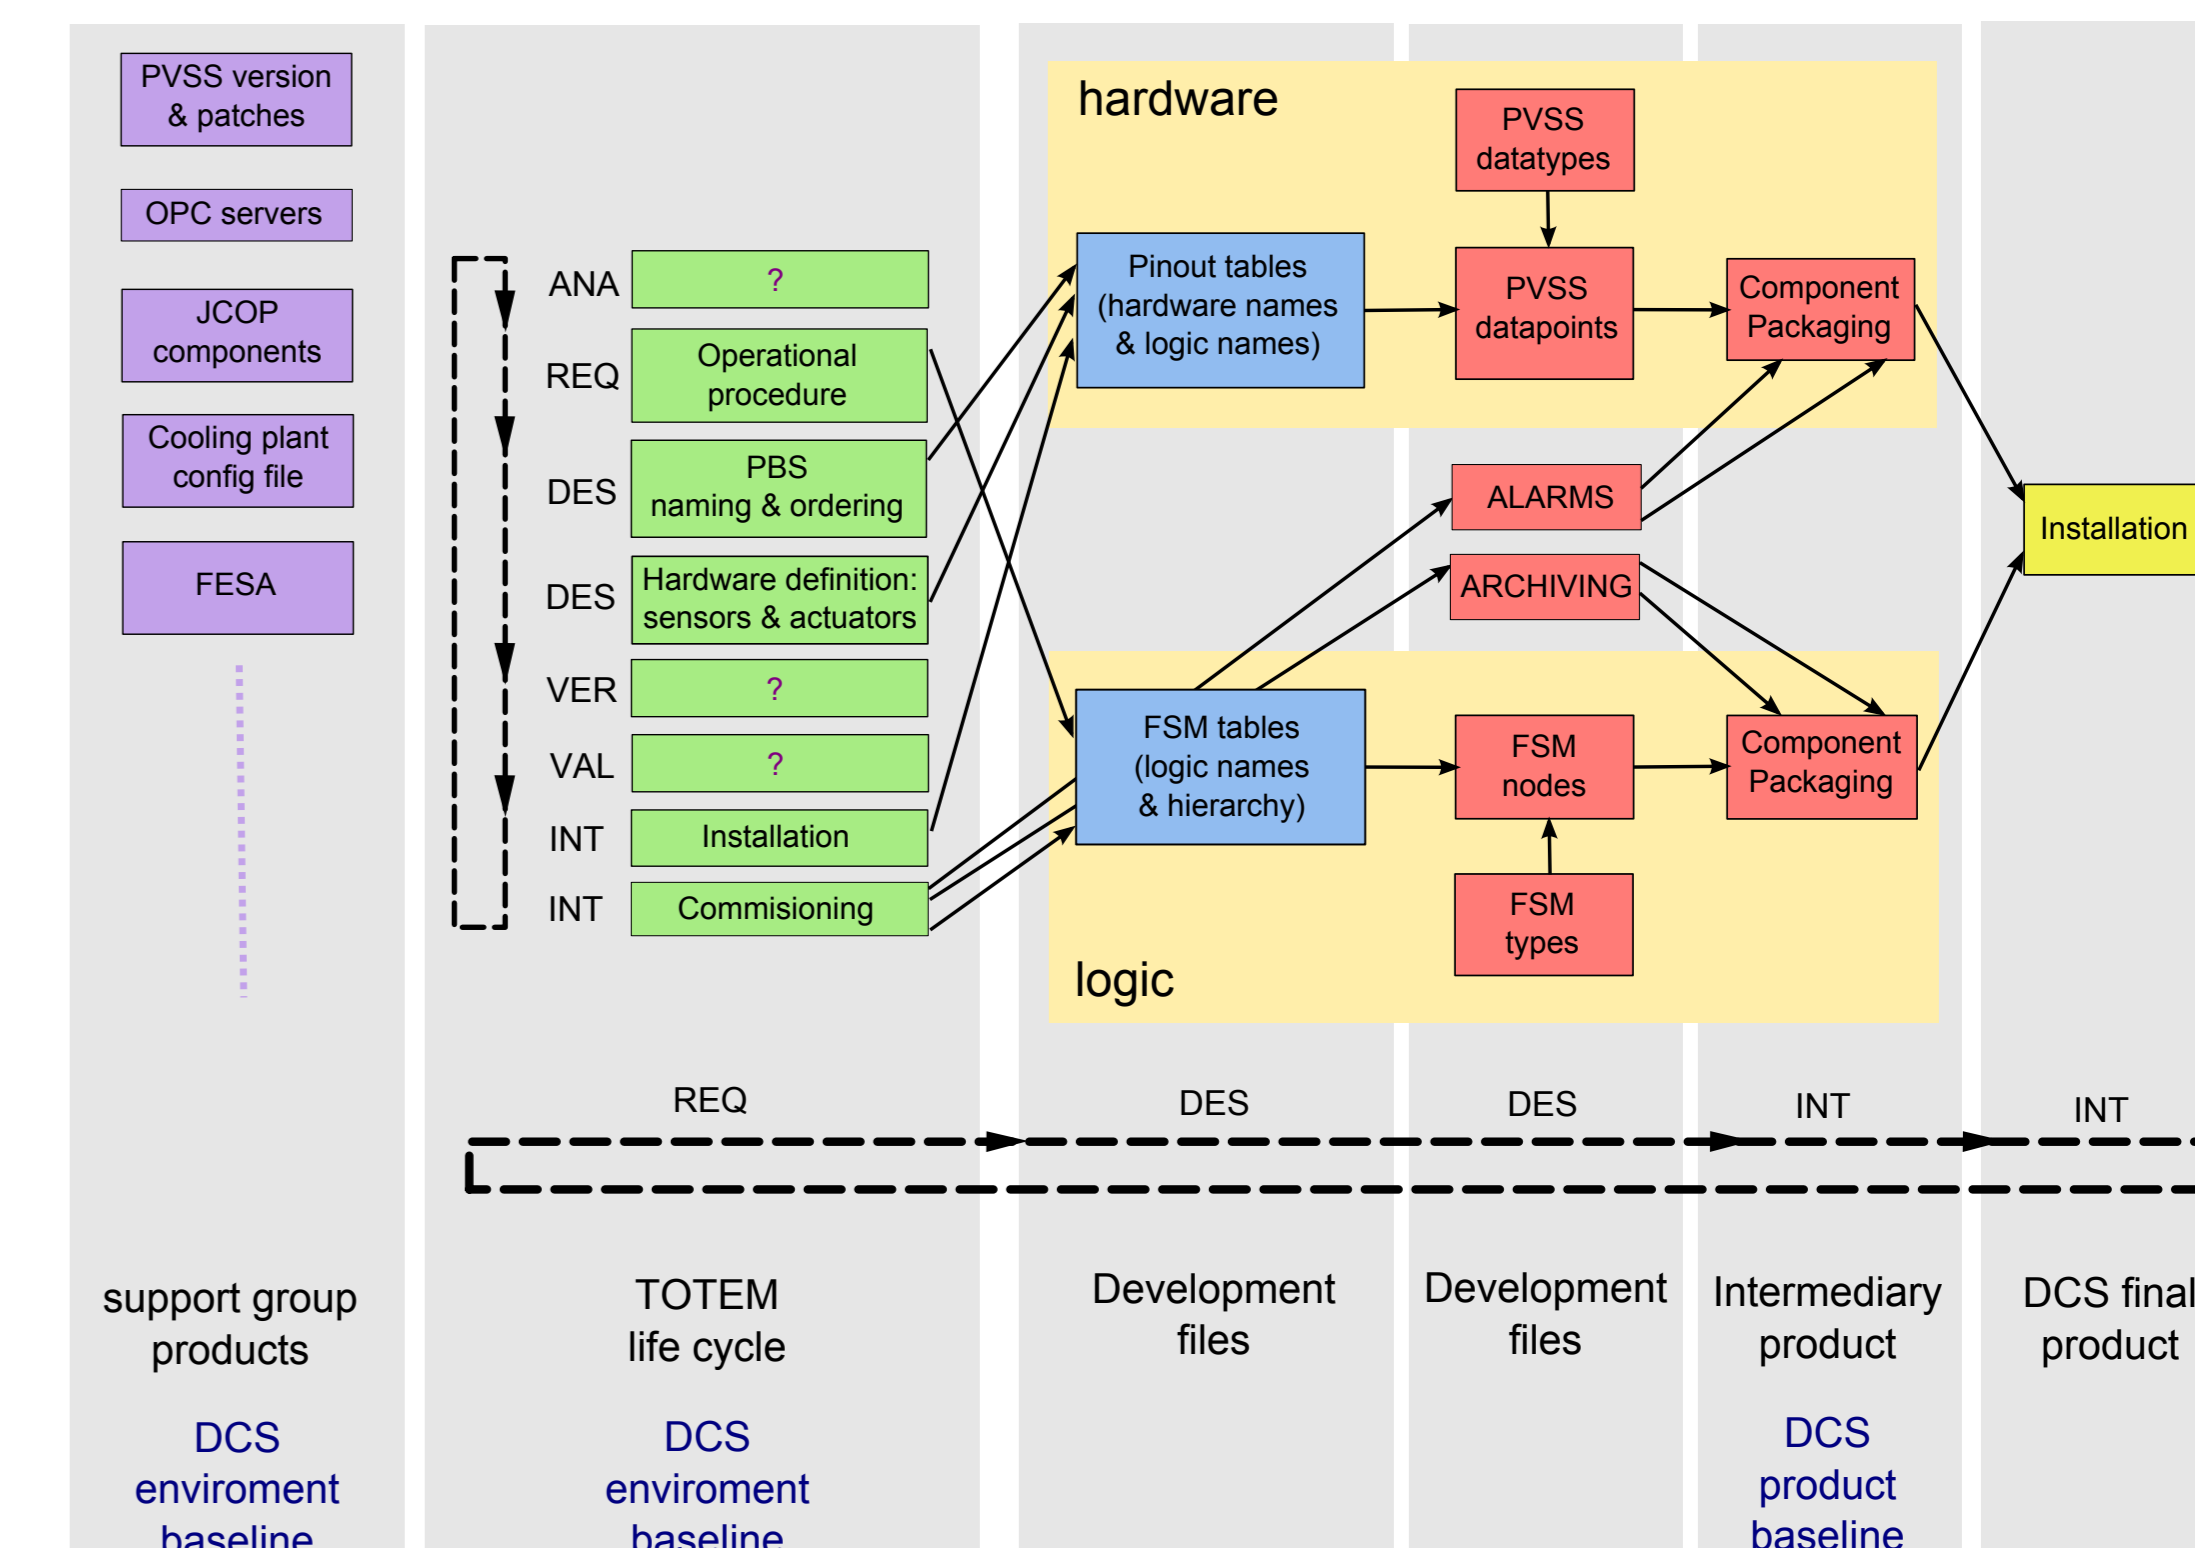 PVSS version
& patches
OPC servers
JCOP
components
Cooling plant
config file
FESA
ANA
?
REQ
Operational
procedure
DES
PBS
naming & ordering
DES
Hardware definition:
sensors & actuators
VER
?
VAL
?
INT
Installation
INT
Commisioning
hardware
Pinout tables
(hardware names
& logic names)
PVSS
datatypes
PVSS
datapoints
Component
Packaging
ALARMS
ARCHIVING
Installation
FSM tables
(logic names
& hierarchy)
FSM
nodes
Component
Packaging
FSM
types
logic
REQ
DES
DES
INT
INT
support group
products
TOTEM
life cycle
Development
files
Development
files
Intermediary
product
DCS final
product
DCS
enviroment
baseline
DCS
enviroment
baseline
DCS
product
baseline